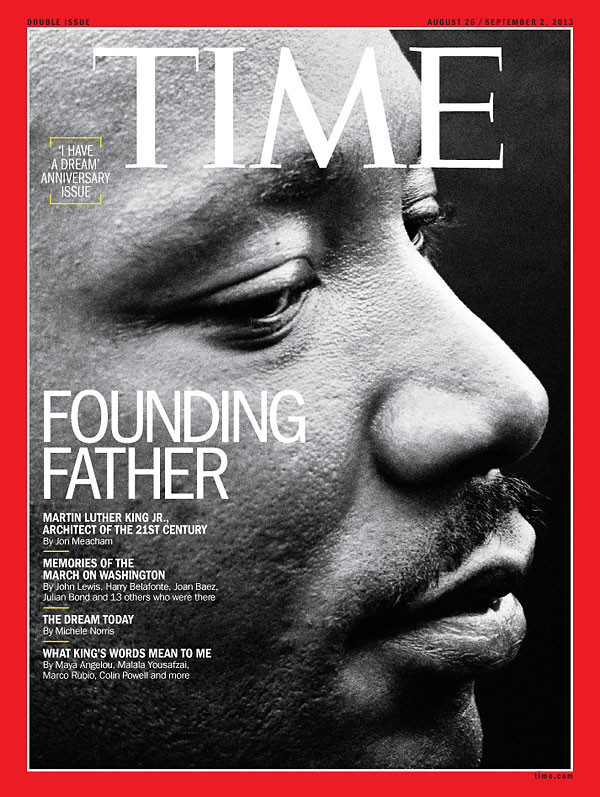 DOUBLE ISSUE
AUGUST 26 / SEPTEMBER 2, 2013
TIME
'I HAVE
A DREAM'
ANNIVERSARY
ISSUE
FOUNDING
FATHER
MARTIN LUTHER KING JR.,
ARCHITECT OF THE 21ST CENTURY
By Jon Meacham
MEMORIES OF THE
MARCH ON WASHINGTON
By John Lewis, Harry Belafonte, Joan Baez,
Julian Bond and 13 others who were there
THE DREAM TODAY
By Michele Norris
WHAT KING'S WORDS MEAN TO ME
By Maya Angelou, Malala Yousafzai,
Marco Rubio, Colin Powell and more
time.com